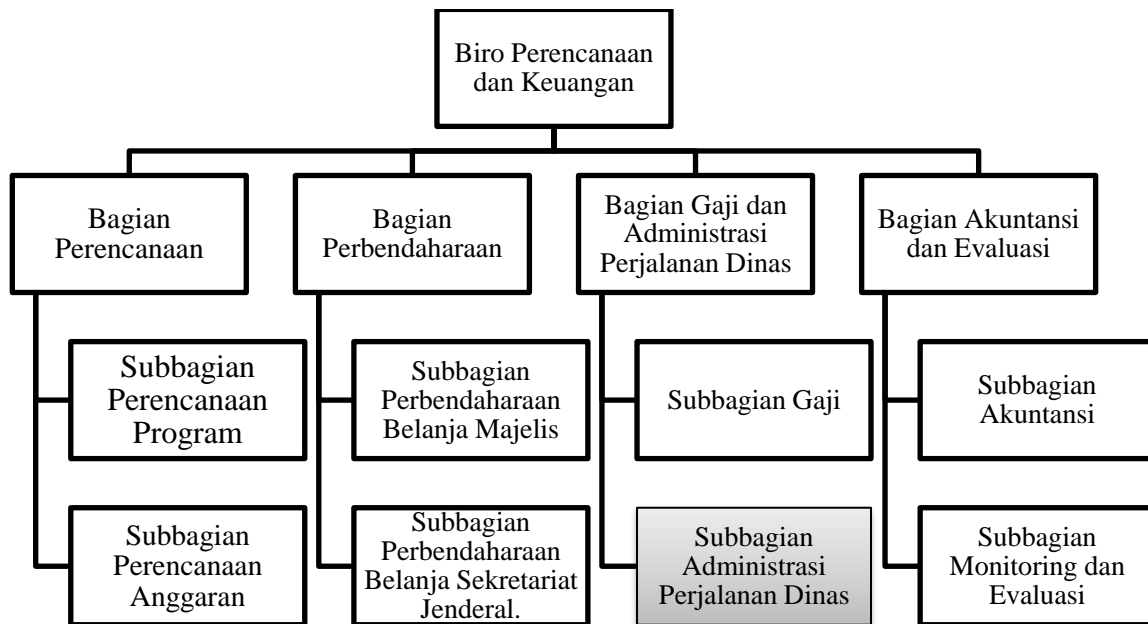 Biro Perencanaan
dan Keuangan
Bagian
Perencanaan
Bagian
Perbendaharaan
Bagian Gaji dan
Administrasi
Perjalanan Dinas
Bagian Akuntansi
dan Evaluasi
Subbagian
Perencanaan
Program
Subbagian
Perbendaharaan
Belanja Majelis
Subbagian Gaji
Subbagian
Akuntansi
Subbagian
Perencanaan
Anggaran
Subbagian
Perbendaharaan
Belanja Sekretariat
Jenderal.
Subbagian
Administrasi
Perjalanan Dinas
Subbagian
Monitoring dan
Evaluasi